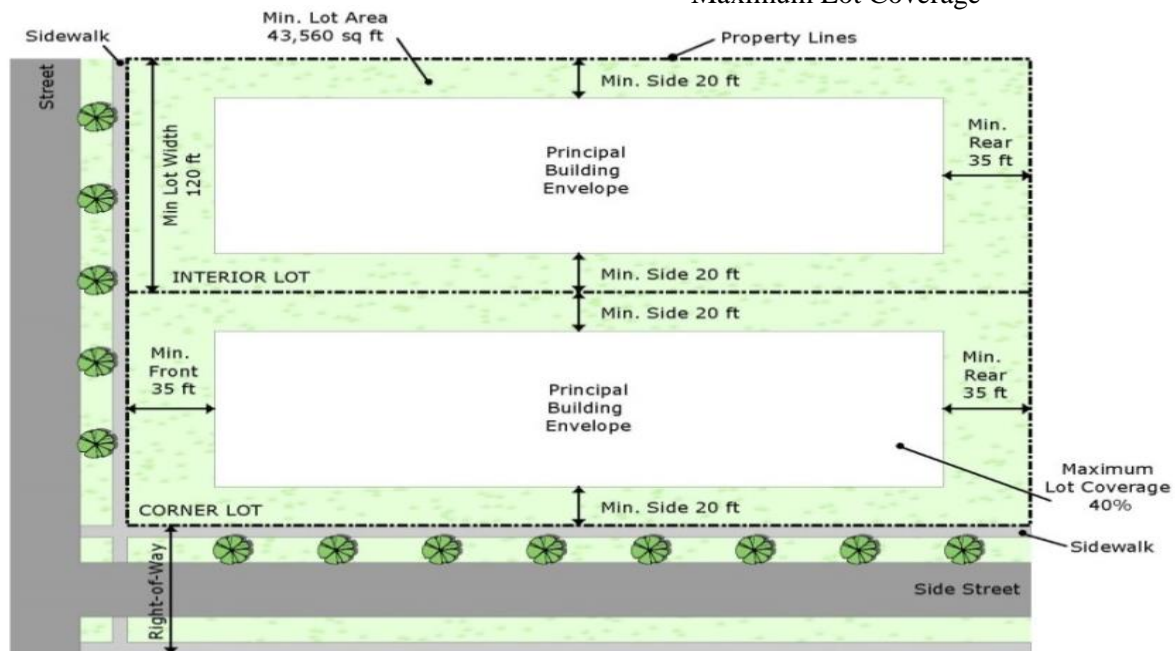 Maximum Lot Coverage
Min. Lot Area
43,560 sq ft
Sidewalk
Property Lines
Street
Min. Side 20 ft
Min Lot Width
120 ft
Principal
Building
Envelope
Min.
Rear
35 ft
INTERIOR LOT
Min. Side 20 ft
Min. Side 20 ft
Min.
Front
35 ft
Principal
Building
Envelope
Min.
Rear
35 ft
Maximum
Lot Coverage
40%
CORNER LOT
Min. Side 20 ft
Sidewalk
Right-of-Way
Side Street